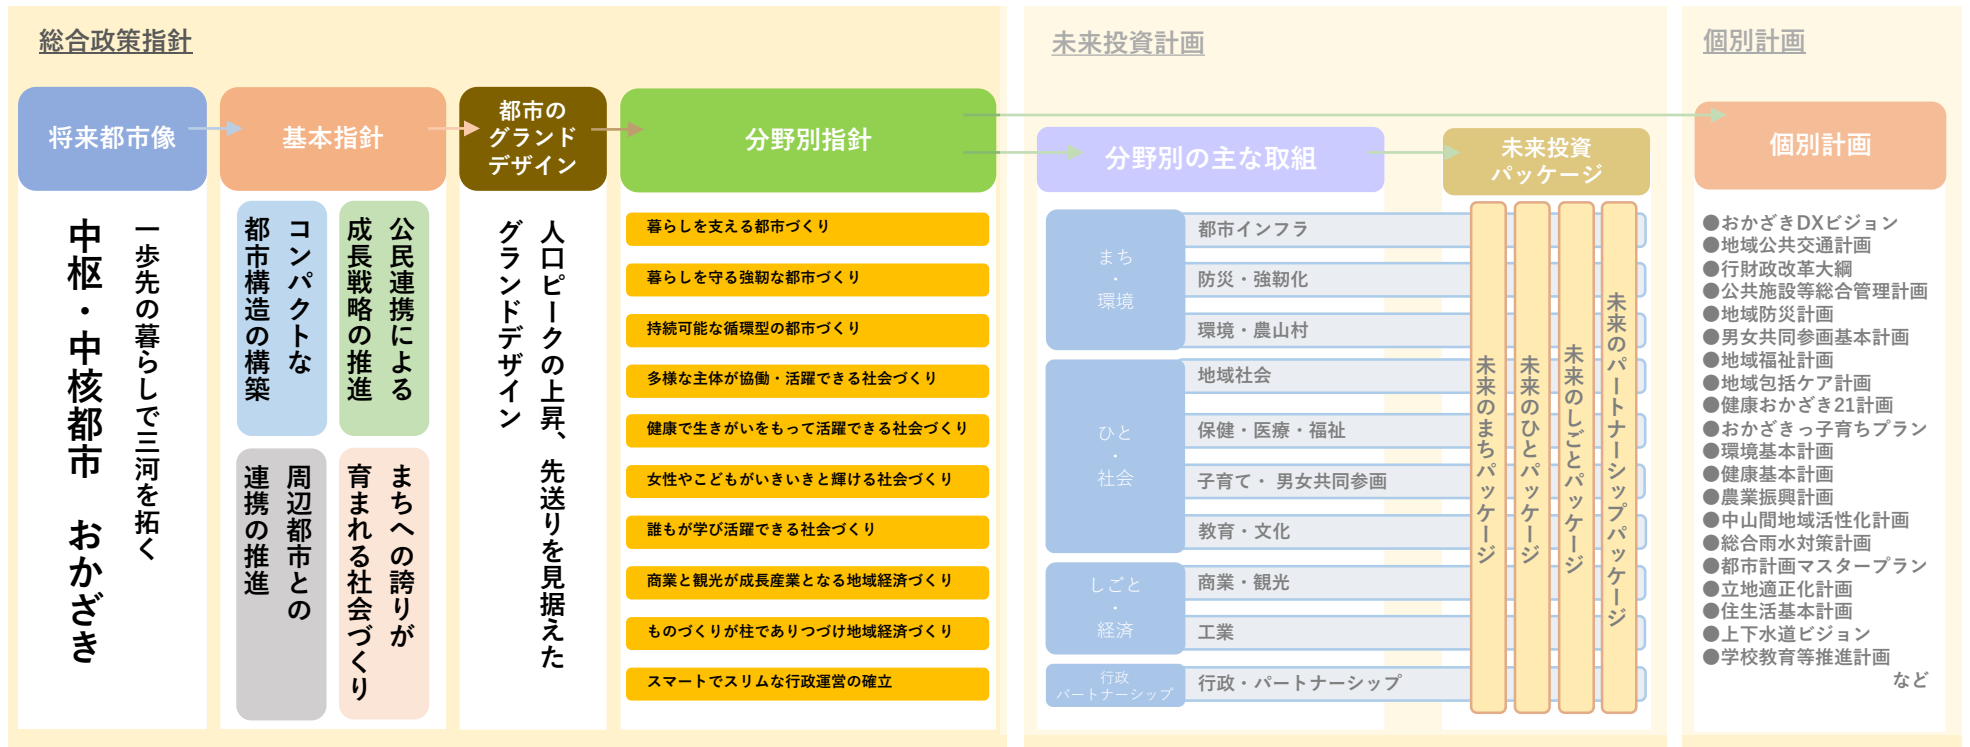 総合政策指針
将来都市像
一歩先の暮らしで三河を拓く
中枢・中核都市　おかざき
基本指針
公民連携による
成長戦略の推進
コンパクトな
都市構造の構築
まちへの誇りが
育まれる社会づくり
周辺都市との
連携の推進
都市の
グランド
デザイン
人口ピークの上昇、先送りを見据えた
グランドデザイン
分野別指針
暮らしを支える都市づくり
暮らしを守る強靭な都市づくり
持続可能な循環型の都市づくり
多様な主体が協働・活躍できる社会づくり
健康で生きがいをもって活躍できる社会づくり
女性やこどもがいきいきと輝ける社会づくり
誰もが学び活躍できる社会づくり
商業と観光が成長産業となる地域経済づくり
ものづくりが柱でありつづけ地域経済づくり
スマートでスリムな行政運営の確立
未来投資計画
分野別の主な取組
まち
・
環境
都市インフラ
防災・強靭化
環境・農山村
ひと
・
社会
地域社会
保健・医療・福祉
子育て・ 男女共同参画
教育・文化
しごと
・
経済
商業・観光
工業
行政
パートナーシップ
行政・パートナーシップ
未来投資
パッケージ
未来のまちパッケージ
未来のひとパッケージ
未来のしごとパッケージ
未来のパートナーシップパッケージ
個別計画
個別計画
●おかざきDXビジョン
●地域公共交通計画
●行財政改革大綱
●公共施設等総合管理計画
●地域防災計画
●男女共同参画基本計画
●地域福祉計画
●地域包括ケア計画
●健康おかざき21計画
●おかざきっ子育ちプラン
●環境基本計画
●健康基本計画
●農業振興計画
●中山間地域活性化計画
●総合雨水対策計画
●都市計画マスタープラン
●立地適正化計画
●住生活基本計画
●上下水道ビジョン
●学校教育等推進計画
など